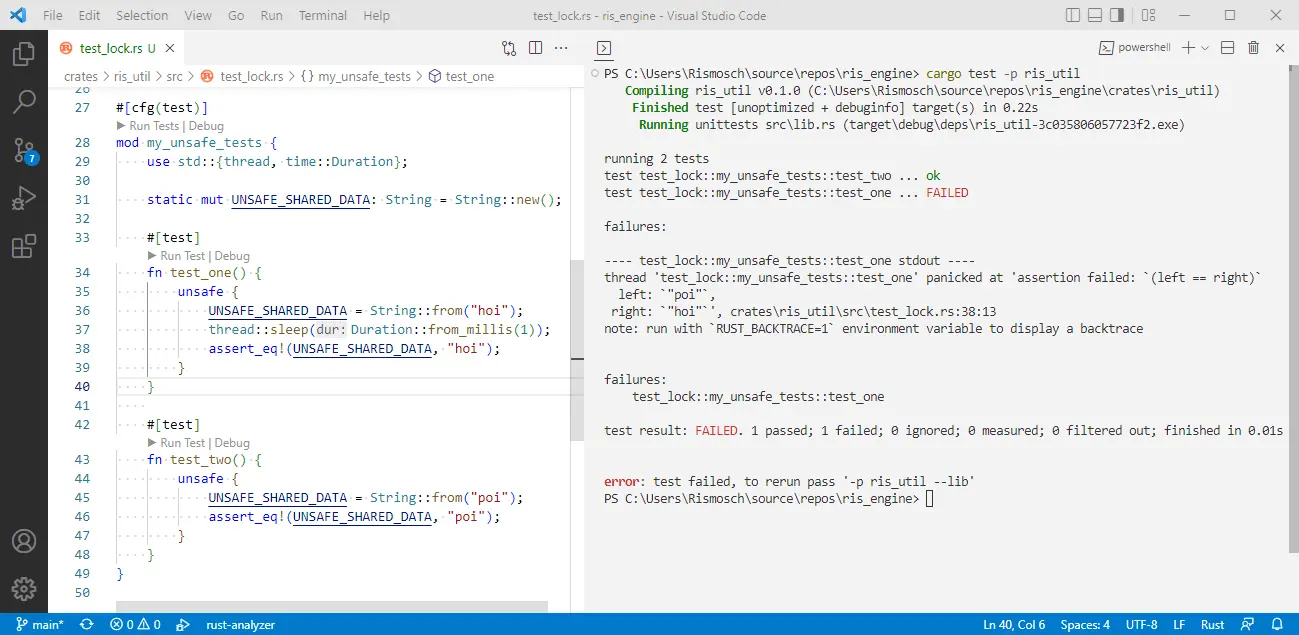 File Edit Selection View Go Run Terminal Help test_lock.rs - ris_engine - Visual Studio Code
test_lock.rs U
crates > ris_util > src > test_lock.rs > {} my_unsafe_tests > test_one
26
27 #[cfg(test)]
Run Tests | Debug
28 mod my_unsafe_tests {
29 ····use std::{thread, time::Duration};
30
31 ····static mut UNSAFE_SHARED_DATA: String = String::new();
32
33 ····#[test]
Run Test | Debug
34 ····fn test_one() {
35 ········unsafe {
36 ············UNSAFE_SHARED_DATA = String::from("hoi");
37 ············thread::sleep(dur: Duration::from_millis(1));
38 ············assert_eq!(UNSAFE_SHARED_DATA, "hoi");
39 ········}
40 ····}
41 ····
42 ····#[test]
Run Test | Debug
43 ····fn test_two() {
44 ········unsafe {
45 ············UNSAFE_SHARED_DATA = String::from("poi");
46 ············assert_eq!(UNSAFE_SHARED_DATA, "poi");
47 ········}
48 ····}
49 }
50
powershell
PS C:\Users\Rismosch\source\repos\ris_engine> cargo test -p ris_util
Compiling ris_util v0.1.0 (C:\Users\Rismosch\source\repos\ris_engine\crates\ris_util)
Finished test [unoptimized + debuginfo] target(s) in 0.22s
Running unittests src\lib.rs (target\debug\deps\ris_util-3c035806057723f2.exe)
running 2 tests
test test_lock::my_unsafe_tests::test_two ... ok
test test_lock::my_unsafe_tests::test_one ... FAILED
failures:
---- test_lock::my_unsafe_tests::test_one stdout ----
thread 'test_lock::my_unsafe_tests::test_one' panicked at 'assertion failed: `(left == right)`
left: `"poi"`,
right: `"hoi"`', crates\ris_util\src\test_lock.rs:38:13
note: run with `RUST_BACKTRACE=1` environment variable to display a backtrace
failures:
test_lock::my_unsafe_tests::test_one
test result: FAILED. 1 passed; 1 failed; 0 ignored; 0 measured; 0 filtered out; finished in 0.01s
error: test failed, to rerun pass '-p ris_util --lib'
PS C:\Users\Rismosch\source\repos\ris_engine>
7
main* 0 0 rust-analyzer Ln 40, Col 6 Spaces: 4 UTF-8 LF Rust